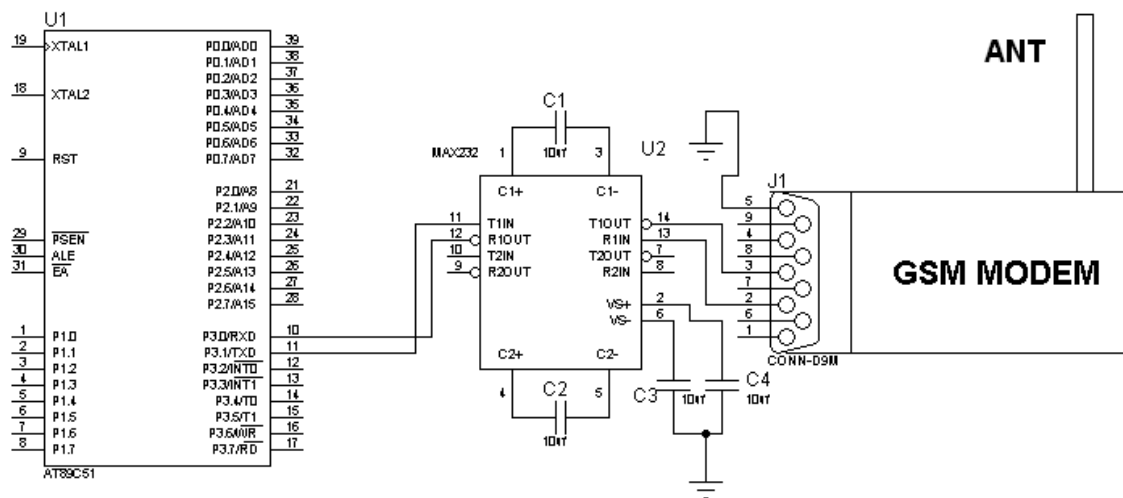 U1
19 XTAL1
18 XTAL2
9 RST
29 PSEN
30 ALE
31 EA
1 P1.0
2 P1.1
3 P1.2
4 P1.3
5 P1.4
6 P1.5
7 P1.6
8 P1.7
P0.0/AD0 39
P0.1/AD1 38
P0.2/AD2 37
P0.3/AD3 36
P0.4/AD4 35
P0.5/AD5 34
P0.6/AD6 33
P0.7/AD7 32
P2.0/A8 21
P2.1/A9 22
P2.2/A10 23
P2.3/A11 24
P2.4/A12 25
P2.5/A13 26
P2.6/A14 27
P2.7/A15 28
P3.0/RXD 10
P3.1/TXD 11
P3.2/INT0 12
P3.3/INT1 13
P3.4/T0 14
P3.5/T1 15
P3.6/WR 16
P3.7/RD 17
AT89C51
C1
10uf
MAX232
1
3
U2
C1+
C1-
11 T1IN
12 R1OUT
10 T2IN
9 R2OUT
T1OUT 14
R1IN 13
T2OUT 7
R2IN 8
VS+ 2
VS- 6
C2+
C2-
4
5
C2
10uf
C3
10uf
C4
10uf
J1
5
9
4
8
3
7
2
6
1
CONN-D9M
ANT
GSM MODEM